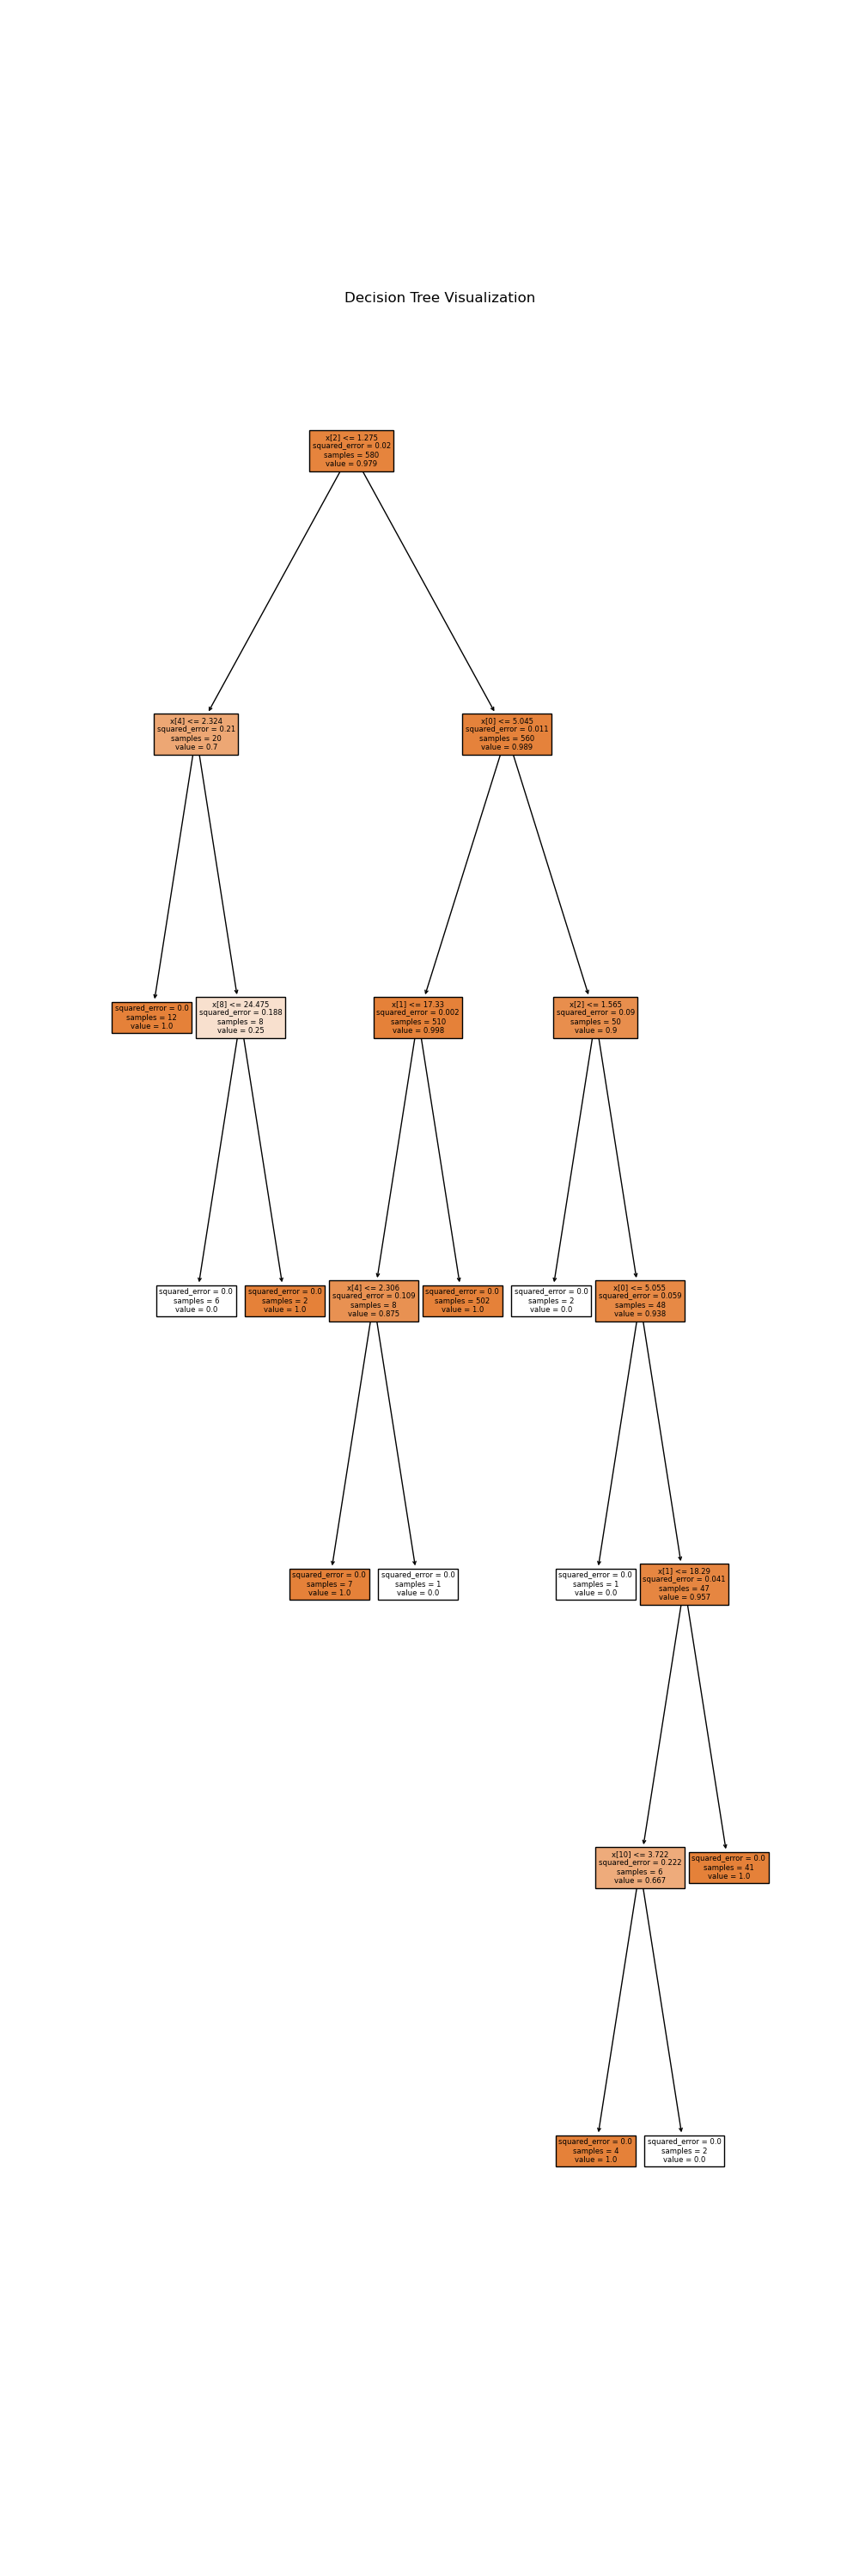 Decision Tree Visualization
x[2] <= 1.275
squared_error = 0.02
samples = 580
value = 0.979
x[4] <= 2.324
squared_error = 0.21
samples = 20
value = 0.7
x[0] <= 5.045
squared_error = 0.011
samples = 560
value = 0.989
squared_error = 0.0
samples = 12
value = 1.0
x[8] <= 24.475
squared_error = 0.188
samples = 8
value = 0.25
x[1] <= 17.33
squared_error = 0.002
samples = 510
value = 0.998
x[2] <= 1.565
squared_error = 0.09
samples = 50
value = 0.9
squared_error = 0.0
samples = 6
value = 0.0
squared_error = 0.0
samples = 2
value = 1.0
x[4] <= 2.306
squared_error = 0.109
samples = 8
value = 0.875
squared_error = 0.0
samples = 502
value = 1.0
squared_error = 0.0
samples = 2
value = 0.0
x[0] <= 5.055
squared_error = 0.059
samples = 48
value = 0.938
squared_error = 0.0
samples = 7
value = 1.0
squared_error = 0.0
samples = 1
value = 0.0
squared_error = 0.0
samples = 1
value = 0.0
x[1] <= 18.29
squared_error = 0.041
samples = 47
value = 0.957
x[10] <= 3.722
squared_error = 0.222
samples = 6
value = 0.667
squared_error = 0.0
samples = 41
value = 1.0
squared_error = 0.0
samples = 4
value = 1.0
squared_error = 0.0
samples = 2
value = 0.0